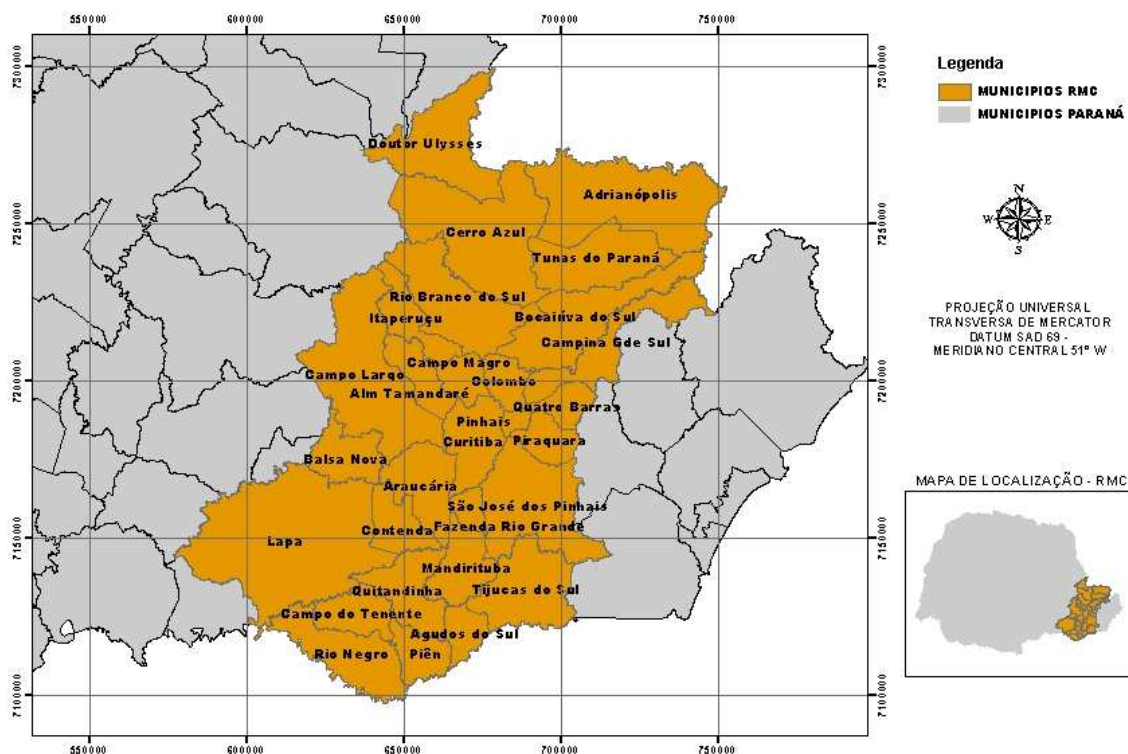 550000 600000 650000 700000 750000
7300000 7300000
7250000 7250000
7200000 7200000
7150000 7150000
7100000 7100000
Doutor Ulysses
Adrianópolis
Cerro Azul
Tunas do Paraná
Rio Branco do Sul
Itaperuçu
Bocaiúva do Sul
Campina Gde Sul
Campo Magro
Campo Largo
Colombo
Alm Tamandaré
Quatro Barras
Pinhais
Curitiba
Piraquara
Balsa Nova
Araucária
São José dos Pinhais
Contenda
Fazenda Rio Grande
Lapa
Mandirituba
Quitandinha
Tijucas do Sul
Campo do Tenente
Agudos do Sul
Rio Negro
Piên
550000 600000 650000 700000 750000
Legenda
MUNICIPIOS RMC
MUNICIPIOS PARANÁ
N
W E
S
PROJEÇÃO UNIVERSAL
TRANSVERSA DE MERCATOR
DATUM SAD 69 -
MERIDIANO CENTRAL 51º W
MAPA DE LOCALIZAÇÃO - RMC